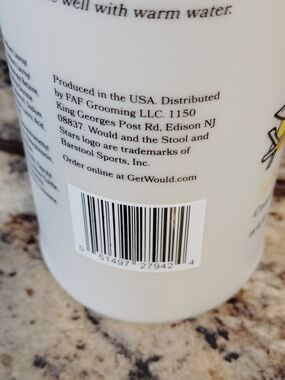 well with warm water.
Produced in the USA. Distributed
by FAF Grooming LLC. 1150
King Georges Post Rd, Edison NJ
08837. Would and the Stool and
Stars logo are trademarks of
Barstool Sports, Inc.
Order online at GetWould.com
0 51497 27942 4